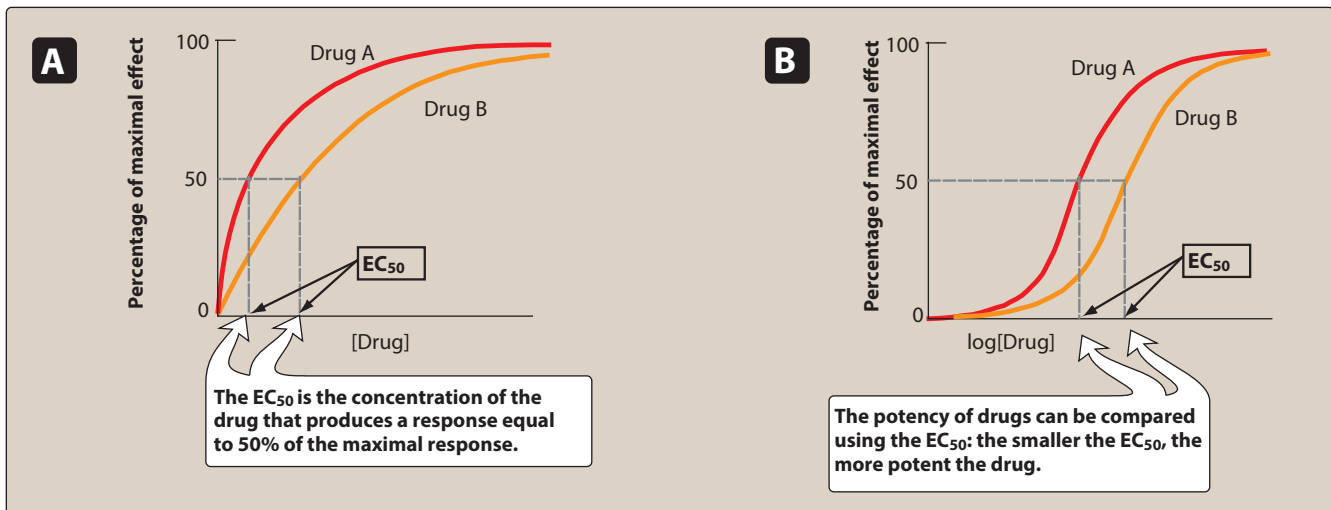 A
Percentage of maximal effect
100
50
0
Drug A
Drug B
EC50
[Drug]
The EC50 is the concentration of the
drug that produces a response equal
to 50% of the maximal response.
B
Percentage of maximal effect
100
50
0
Drug A
Drug B
EC50
log[Drug]
The potency of drugs can be compared
using the EC50: the smaller the EC50, the
more potent the drug.